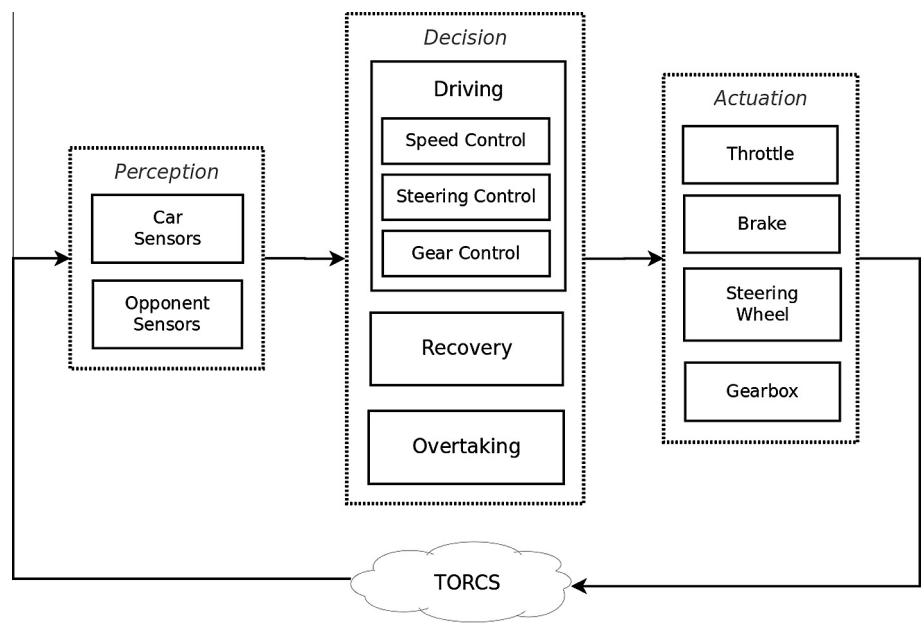 Perception
Car
Sensors
Opponent
Sensors
Decision
Driving
Speed Control
Steering Control
Gear Control
Recovery
Overtaking
Actuation
Throttle
Brake
Steering
Wheel
Gearbox
TORCS